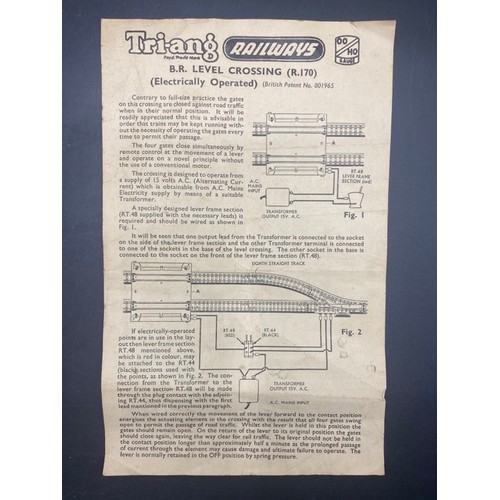 Tri-ang
Regd Trade Mark
RAILWAYS
OO
HO
GAUGE
B.R. LEVEL CROSSING (R.170)
(Electrically Operated) (British Patent No. 801965
Contrary to full-size practice the gates
on this crossing are closed against road traffic
when in their normal position. It will
be readily appreciated that this is advisable in
order that trains may be kept running with-
out the necessity of operating the gates every
time to permit their passage.
The four gates close simultaneously by
remote control at the movement of a lever
and operate on a novel principle without
the use of a conventional motor.
The crossing is designed to operate from
a supply of 15 volts A.C. (Alternating Cur-
rent) which is obtainable from A.C. Mains
Electricity supply by means of a suitable
Transformer.
A specially designed lever frame section
(RT.48 supplied with the necessary leads) is
required and should be wired as shown in
Fig. 1.
A.C.
MAINS
INPUT
RT.48
LEVER FRAME
SECTION (red)
TRANSFORMER
OUTPUT 15V. A.C.
Fig. 1
It will be seen that one output lead from the Transformer is connected to the socket
on the side of the lever frame section and the other Transformer terminal is connected
to one of the sockets in the base of the level crossing. The other socket in the base is
connected to the socket on the front of the lever frame section (RT.48).
EIGHTH STRAIGHT TRACK
A
If electrically-operated
points are in use in the lay-
out then lever frame section
RT.48 mentioned above,
which is red in colour, may
be attached to the RT.44
(black) sections used with
the points, as shown in Fig. 2. The con-
nection from the Transformer to the
lever frame section RT.48 will be made
through the plug contact with the adjoin-
ing RT.44, thus dispensing with the first
lead mentioned in the previous paragraph.
RT.48
(RED)
RT.44
(BLACK)
Fig. 2
TRANSFORMER
OUTPUT 15V. A.C.
A.C. MAINS INPUT
When wired correctly the movement of the lever forward to the contact position
energises the actuating element in the crossing with the result that all four gates swing
open to permit the passage of road traffic. Whilst the lever is held in this position the
gates should remain open. On the return of the lever to its original position the gates
should close again, leaving the way clear for rail traffic. The lever should not be held in
the contact position longer than approximately half a minute as the prolonged passage
of current through the element may cause damage and ultimate failure to operate. The
lever is normally retained in the OFF position by spring pressure.